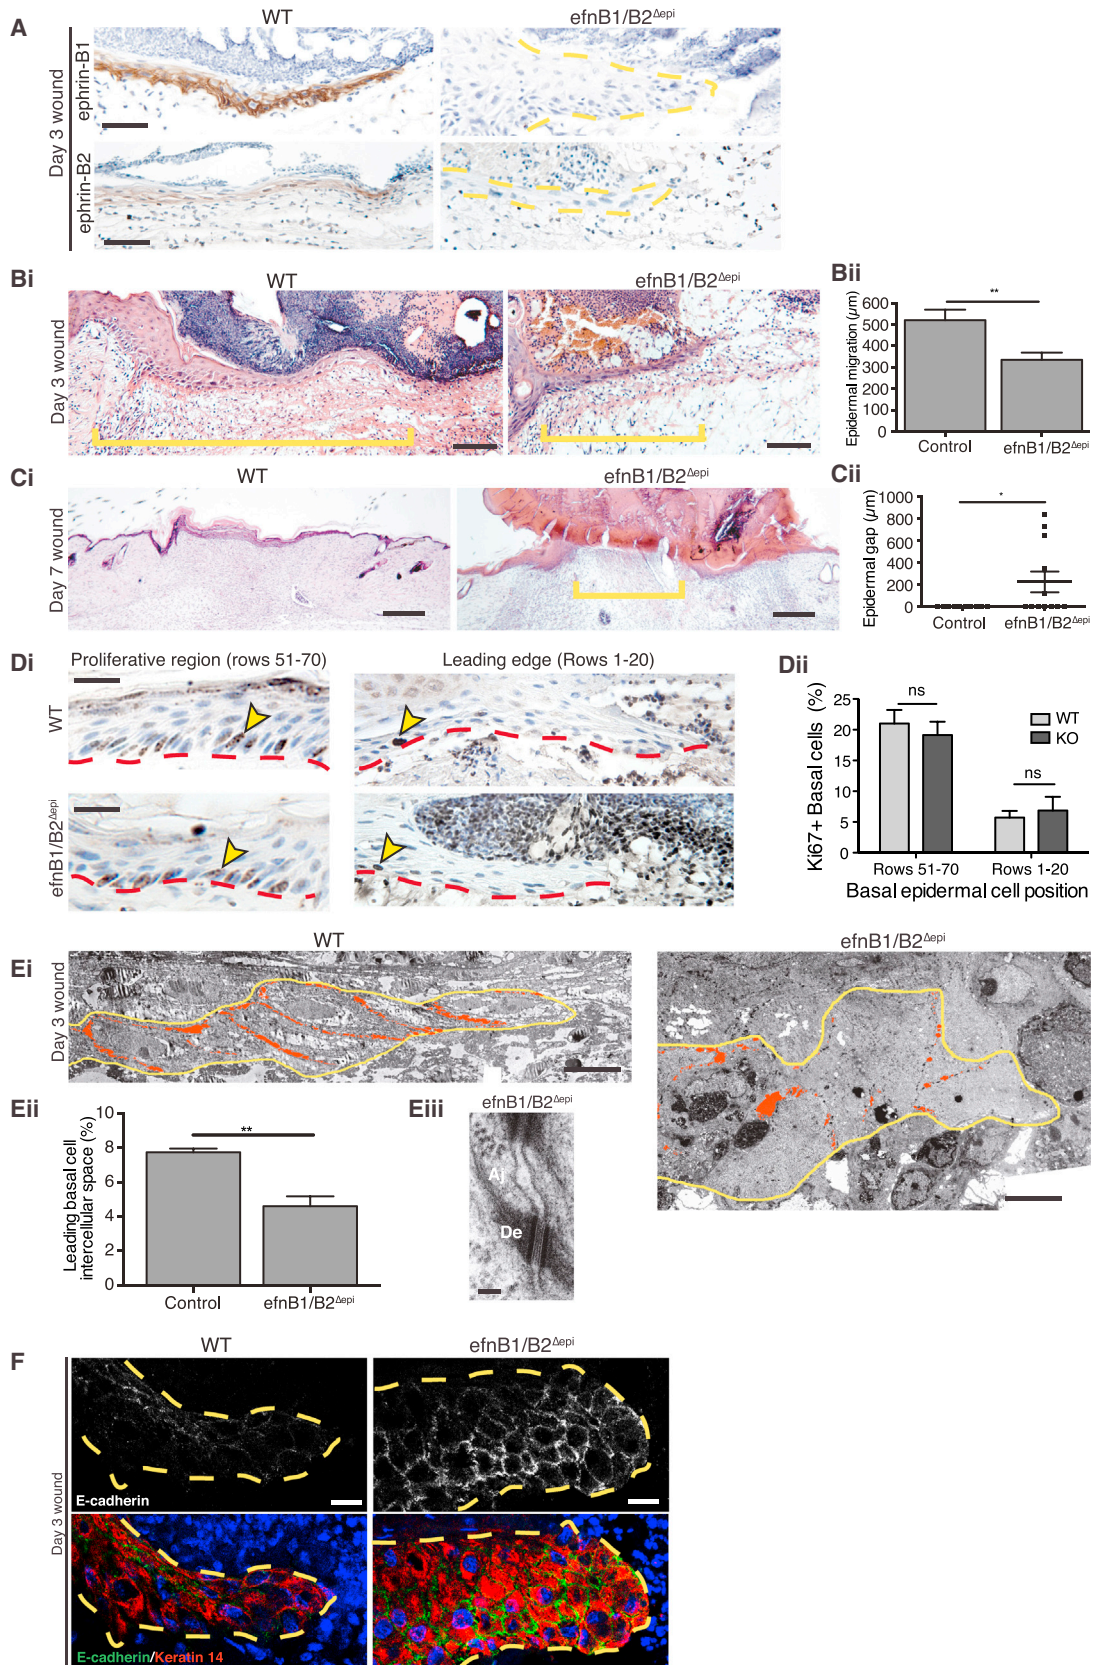 A
WT
efnB1/B2Δepi
Day 3 wound
ephrin-B1
ephrin-B2
Bi
WT
efnB1/B2Δepi
Day 3 wound
Bii
Epidermal migration (µm)
600
500
400
300
200
100
0
**
Control
efnB1/B2Δepi
Ci
WT
efnB1/B2Δepi
Day 7 wound
Cii
Epidermal gap (µm)
1000
800
600
400
200
0
*
Control
efnB1/B2Δepi
Di
Proliferative region (rows 51-70)
Leading edge (Rows 1-20)
WT
efnB1/B2Δepi
Dii
Ki67+ Basal cells (%)
25
20
15
10
5
0
ns
ns
WT
KO
Rows 51-70
Rows 1-20
Basal epidermal cell position
Ei
WT
efnB1/B2Δepi
Day 3 wound
Eii
Leading basal cell
intercellular space (%)
10
8
6
4
2
0
**
Control
efnB1/B2Δepi
Eiii
efnB1/B2Δepi
Aj
De
F
WT
efnB1/B2Δepi
Day 3 wound
E-cadherin
E-cadherin/Keratin 14